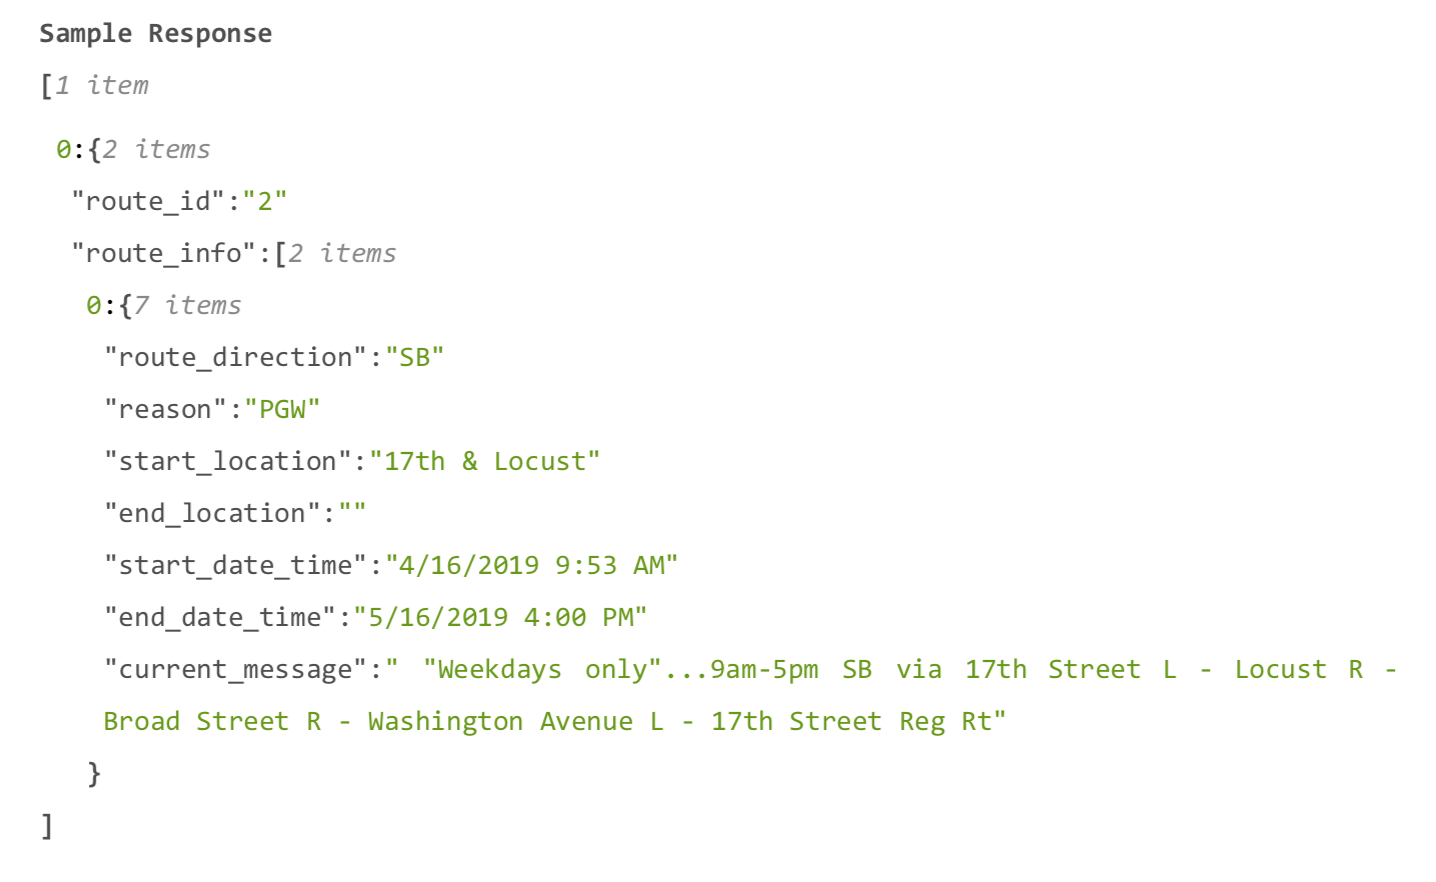 Sample Response
[1 item
0:{2 items
"route_id":"2"
"route_info":[2 items
0:{7 items
"route_direction":"SB"
"reason":"PGW"
"start_location":"17th & Locust"
"end_location":""
"start_date_time":"4/16/2019 9:53 AM"
"end_date_time":"5/16/2019 4:00 PM"
"current_message":" "Weekdays only"...9am-5pm SB via 17th Street L - Locust R -
Broad Street R - Washington Avenue L - 17th Street Reg Rt"
}
]